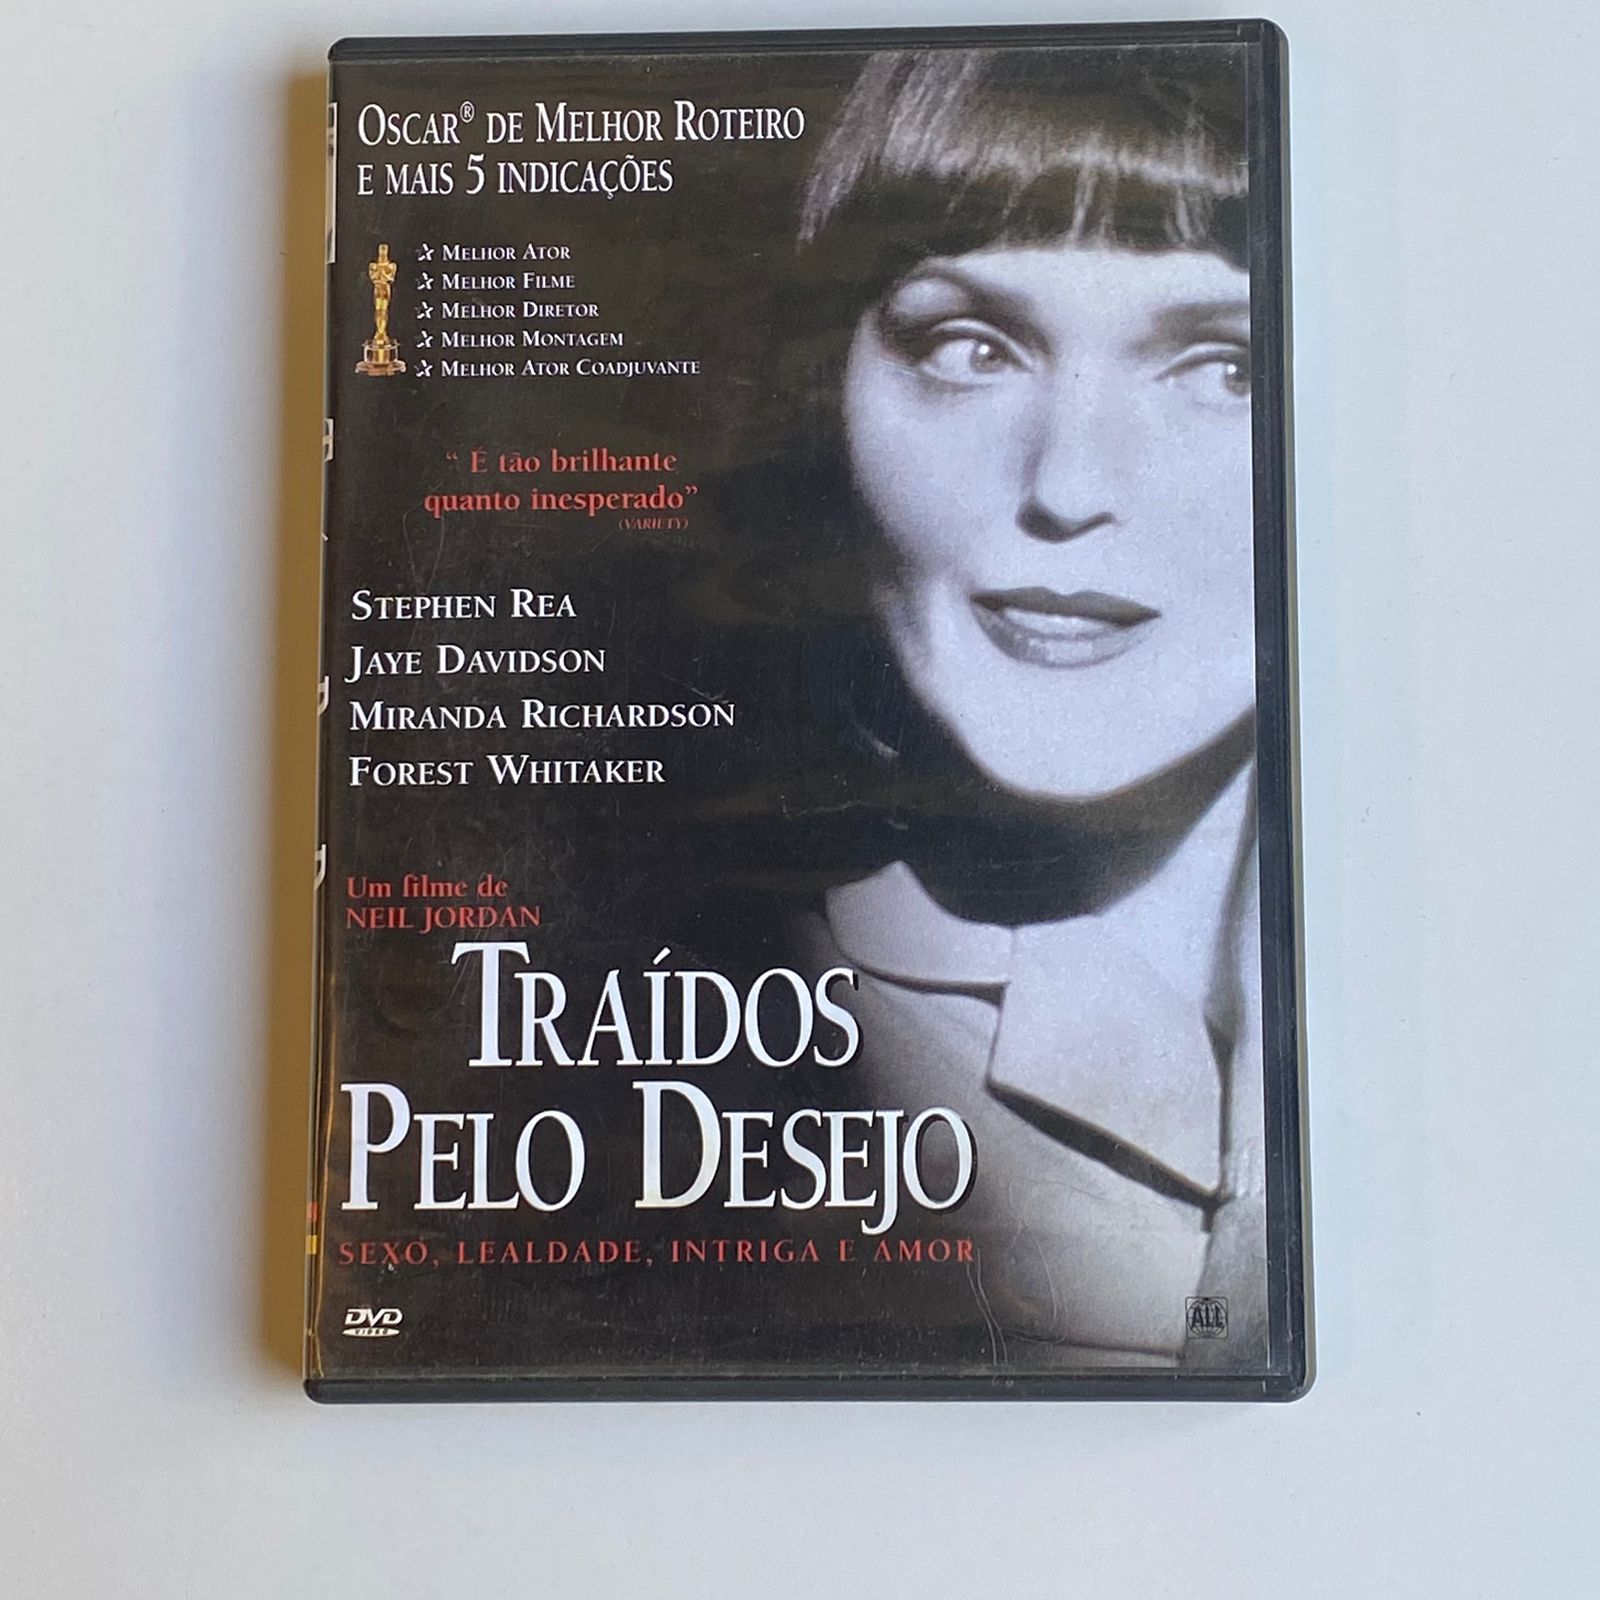 OSCAR® DE MELHOR ROTEIRO
E MAIS 5 INDICAÇÕES
✰ MELHOR ATOR
✰ MELHOR FILME
✰ MELHOR DIRETOR
✰ MELHOR MONTAGEM
✰ MELHOR ATOR COADJUVANTE
“ É tão brilhante
quanto inesperado”
(VARIETY)
STEPHEN REA
JAYE DAVIDSON
MIRANDA RICHARDSON
FOREST WHITAKER
Um filme de
NEIL JORDAN
TRAÍDOS
PELO DESEJO
SEXO, LEALDADE, INTRIGA E AMOR
DVD
VIDEO
ALL